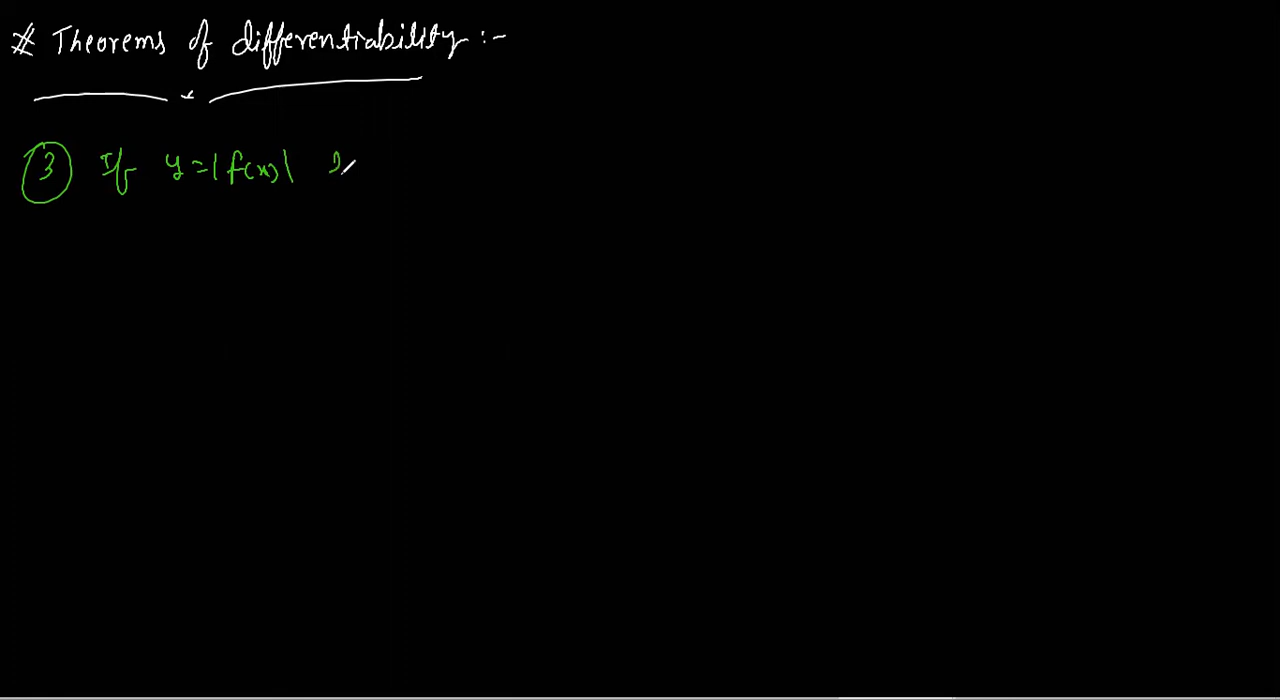 # Theorems of differentiability :-
③ If y = |f(x)|